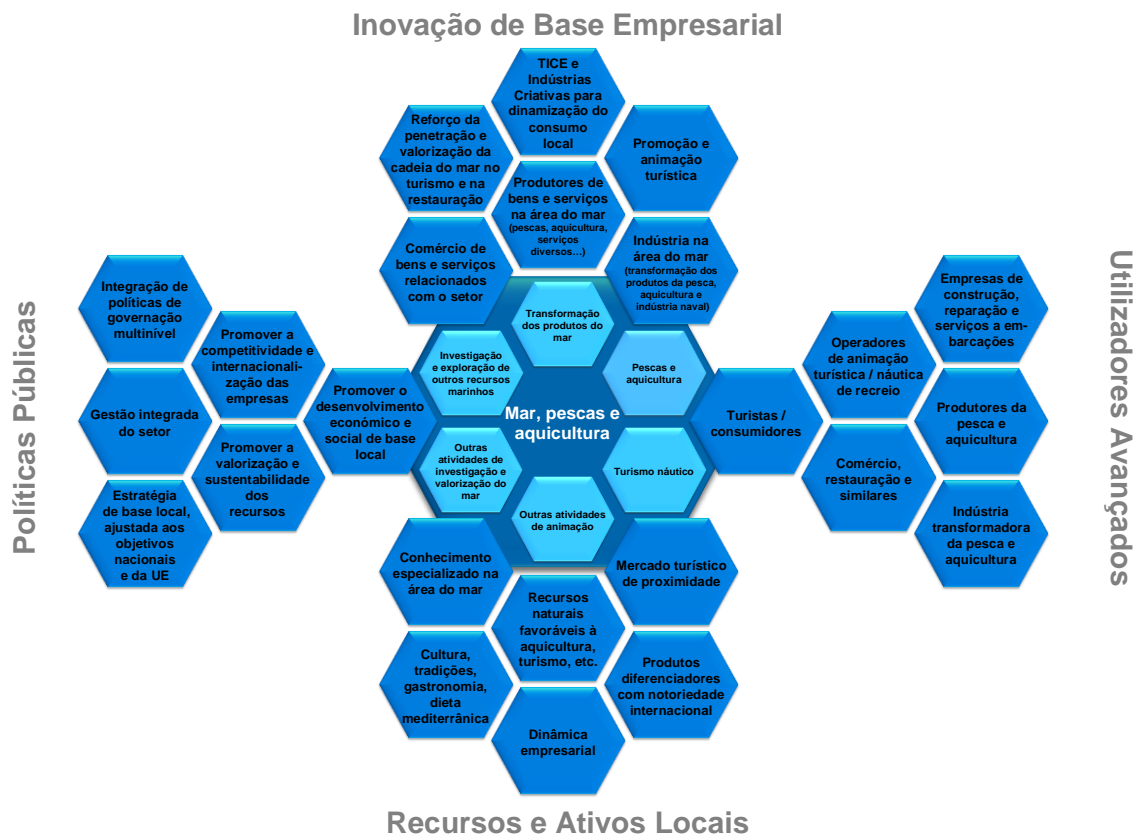 Inovação de Base Empresarial
TICE e
Indústrias
Criativas para
dinamização do
consumo
local
Reforço da
penetração e
valorização da
cadeia do mar no
turismo e na
restauração
Promoção e
animação
turística
Produtores de
bens e serviços
na área do mar
(pescas, aquicultura,
serviços
diversos...)
Comércio de
bens e serviços
relacionados
com o setor
Indústria na
área do mar
(transformação dos
produtos da pesca,
aquicultura e
indústria naval)
Políticas Públicas
Integração de
políticas de
governação
multinível
Promover a
competitividade e
internacionali-
zação das
empresas
Gestão integrada
do setor
Promover o
desenvolvimento
económico e
social de base
local
Promover a
valorização e
sustentabilidade
dos
recursos
Estratégia
de base local,
ajustada aos
objetivos
nacionais
e da UE
Transformação
dos produtos do
mar
Investigação
e exploração de
outros recursos
marinhos
Pescas e
aquicultura
Mar, pescas e
aquicultura
Outras
atividades de
investigação e
valorização do
mar
Turismo náutico
Outras atividades
de animação
Turistas /
consumidores
Operadores
de animação
turística / náutica
de recreio
Empresas de
construção,
reparação e
serviços a em-
barcações
Produtores da
pesca e
aquicultura
Comércio,
restauração e
similares
Indústria
transformadora
da pesca e
aquicultura
Utilizadores Avançados
Conhecimento
especializado na
área do mar
Mercado turístico
de proximidade
Recursos
naturais
favoráveis à
aquicultura,
turismo, etc.
Cultura,
tradições,
gastronomia,
dieta
mediterrânica
Produtos
diferenciadores
com notoriedade
internacional
Dinâmica
empresarial
Recursos e Ativos Locais